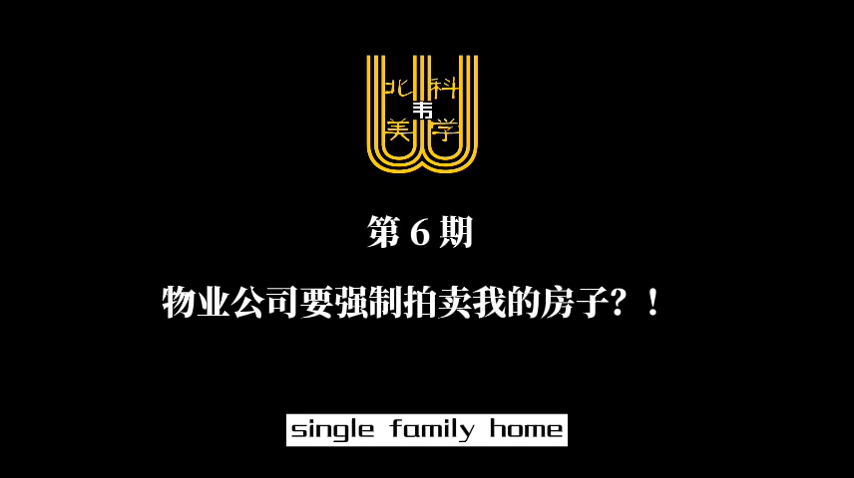 北科
韦
美学
第6期
物业公司要强制拍卖我的房子？！
single family home